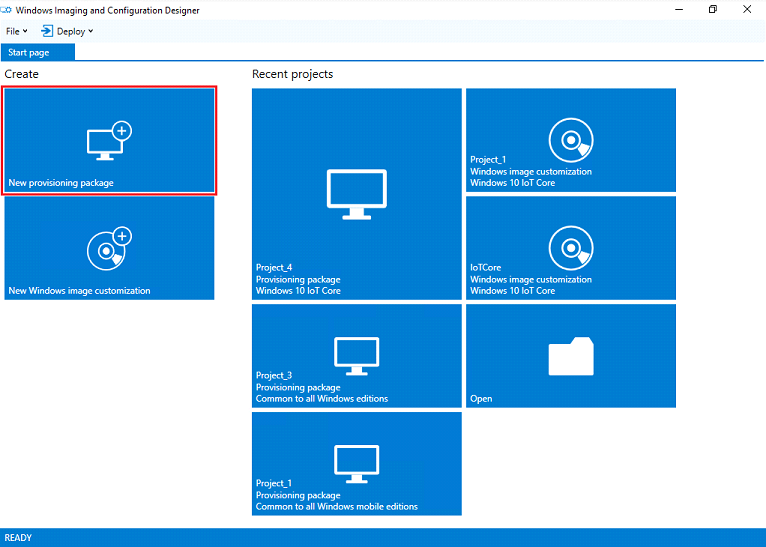 Windows Imaging and Configuration Designer
File Deploy
Start page
Create
New provisioning package
New Windows image customization
Recent projects
Project_4
Provisioning package
Windows 10 IoT Core
Project_1
Windows image customization
Windows 10 IoT Core
IoTCore
Windows image customization
Windows 10 IoT Core
Project_3
Provisioning package
Common to all Windows editions
Open
Project_1
Provisioning package
Common to all Windows mobile editions
READY